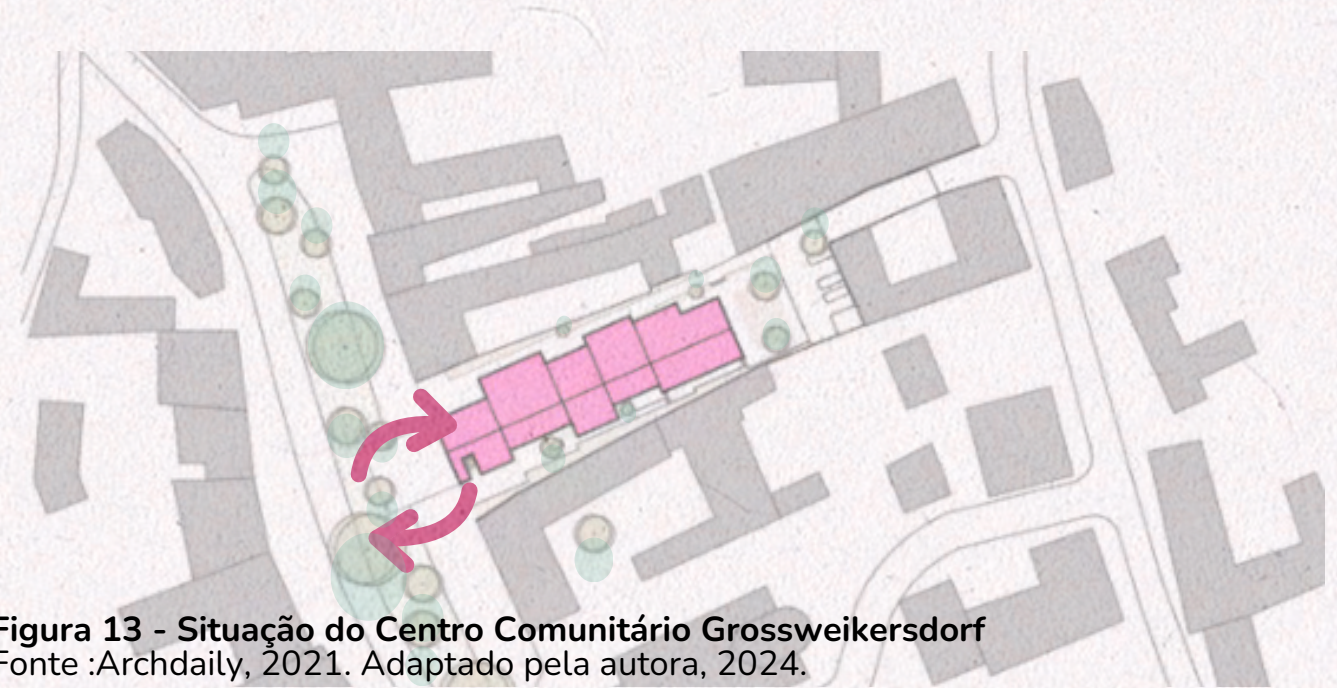 Figura 13 - Situação do Centro Comunitário Grossweikersdorf
Fonte :Archdaily, 2021. Adaptado pela autora, 2024.